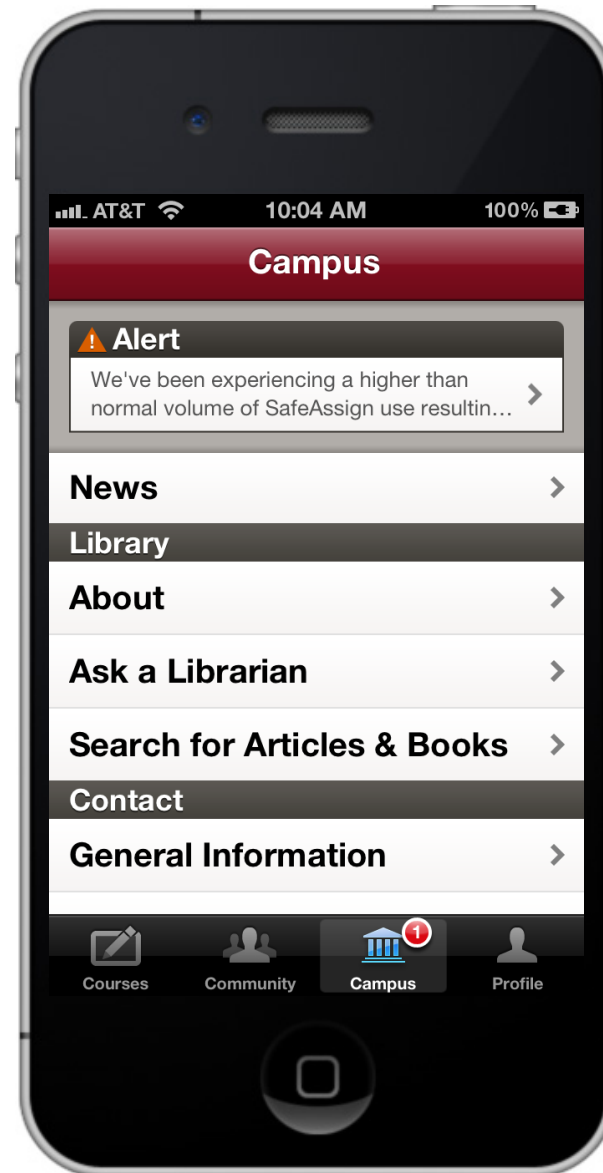 AT&T 10:04 AM 100%
Campus
Alert
We've been experiencing a higher than
normal volume of SafeAssign use resultin...
News
Library
About
Ask a Librarian
Search for Articles & Books
Contact
General Information
1
Courses Community Campus Profile